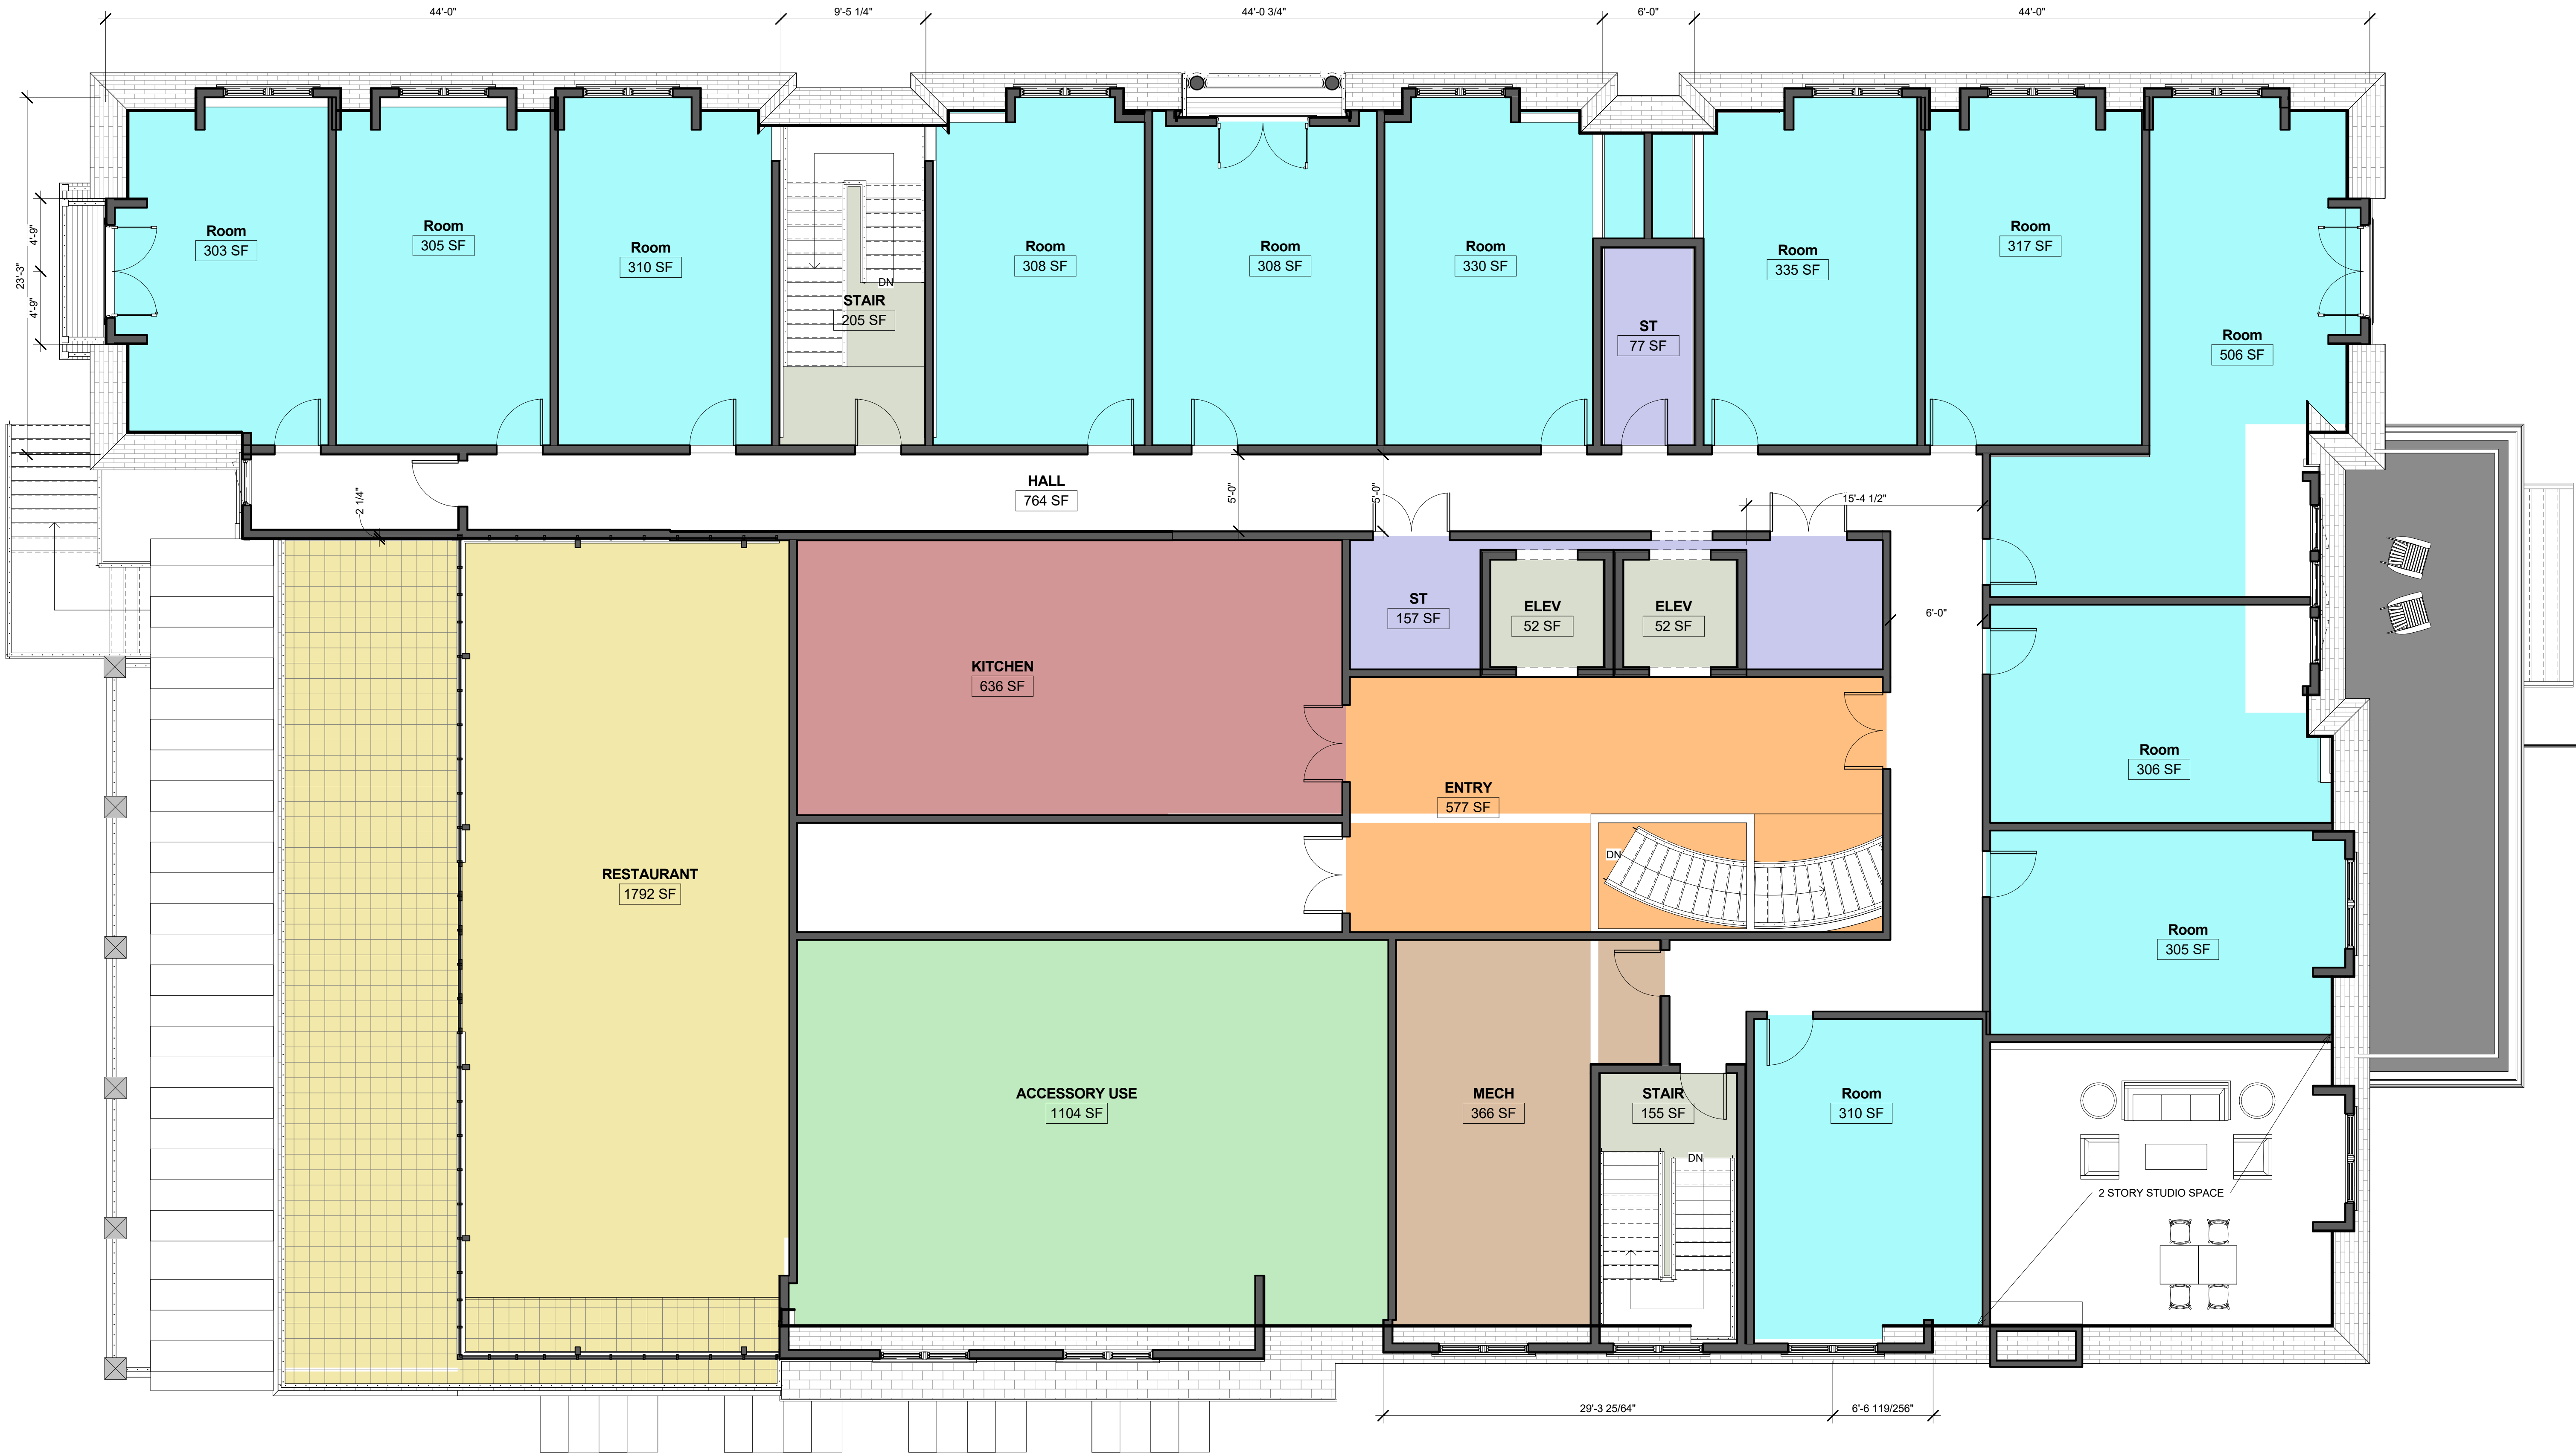 44'-0"
9'-5 1/4"
44'-0 3/4"
6'-0"
44'-0"
23'-3"
4'-9"
4'-9"
Room
303 SF
Room
305 SF
Room
310 SF
DN
STAIR
205 SF
Room
308 SF
Room
308 SF
Room
330 SF
ST
77 SF
Room
335 SF
Room
317 SF
Room
506 SF
2 1/4"
HALL
764 SF
5'-0"
5'-0"
15'-4 1/2"
ST
157 SF
ELEV
52 SF
ELEV
52 SF
6'-0"
KITCHEN
636 SF
ENTRY
577 SF
DN
Room
306 SF
RESTAURANT
1792 SF
Room
305 SF
ACCESSORY USE
1104 SF
MECH
366 SF
STAIR
155 SF
DN
Room
310 SF
2 STORY STUDIO SPACE
29'-3 25/64"
6'-6 119/256"